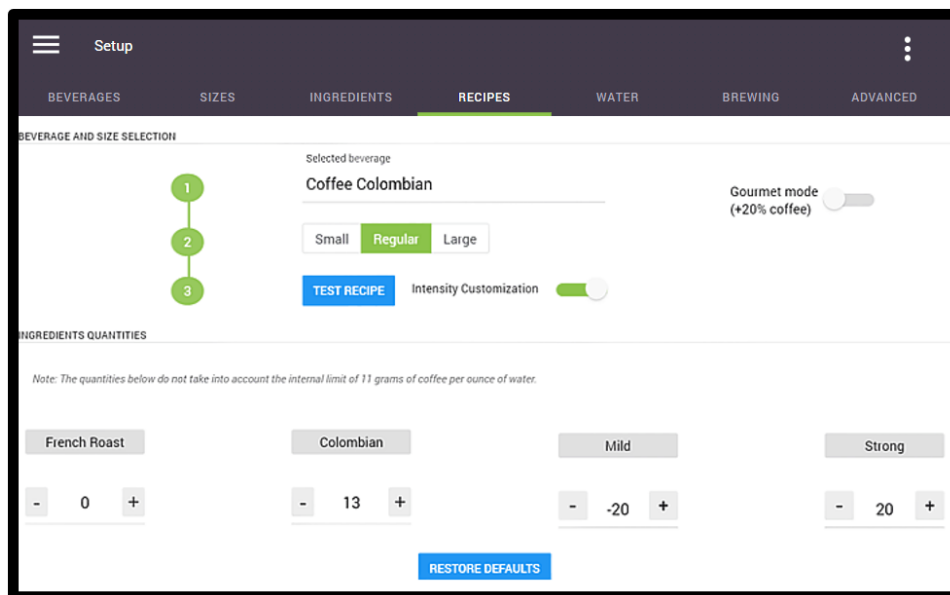 Setup
BEVERAGES SIZES INGREDIENTS RECIPES WATER BREWING ADVANCED
BEVERAGE AND SIZE SELECTION
Selected beverage
1 Coffee Colombian
Gourmet mode
(+20% coffee)
2 Small Regular Large
3 TEST RECIPE Intensity Customization
INGREDIENTS QUANTITIES
Note: The quantities below do not take into account the internal limit of 11 grams of coffee per ounce of water.
French Roast Colombian Mild Strong
- 0 + - 13 + - -20 + - 20 +
RESTORE DEFAULTS